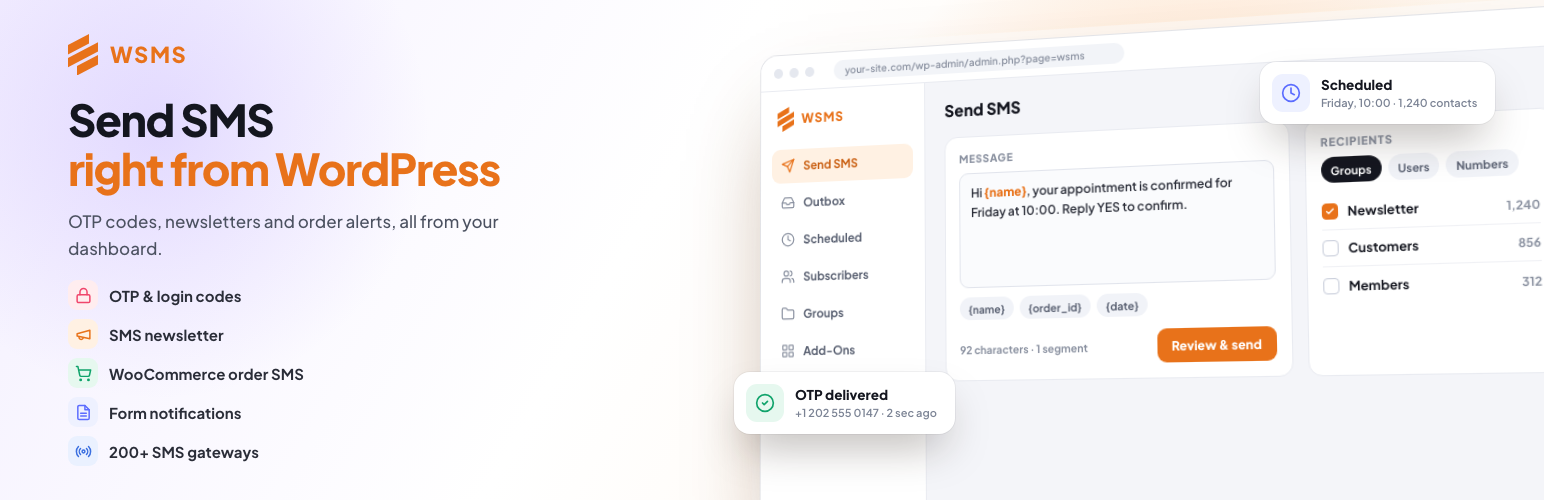 WSMS
Send SMS
right from WordPress
OTP codes, newsletters and order alerts, all from your
dashboard.
OTP & login codes
SMS newsletter
WooCommerce order SMS
Form notifications
200+ SMS gateways
your-site.com/wp-admin/admin.php?page=wsms
WSMS
Send SMS
Outbox
Scheduled
Subscribers
Groups
Add-Ons
Send SMS
MESSAGE
Hi {name}, your appointment is confirmed for
Friday at 10:00. Reply YES to confirm.
{name} {order_id} {date}
92 characters · 1 segment
Review & send
Scheduled
Friday, 10:00 · 1,240 contacts
RECIPIENTS
Groups Users Numbers
Newsletter 1,240
Customers 856
Members 312
OTP delivered
+1 202 555 0147 · 2 sec ago